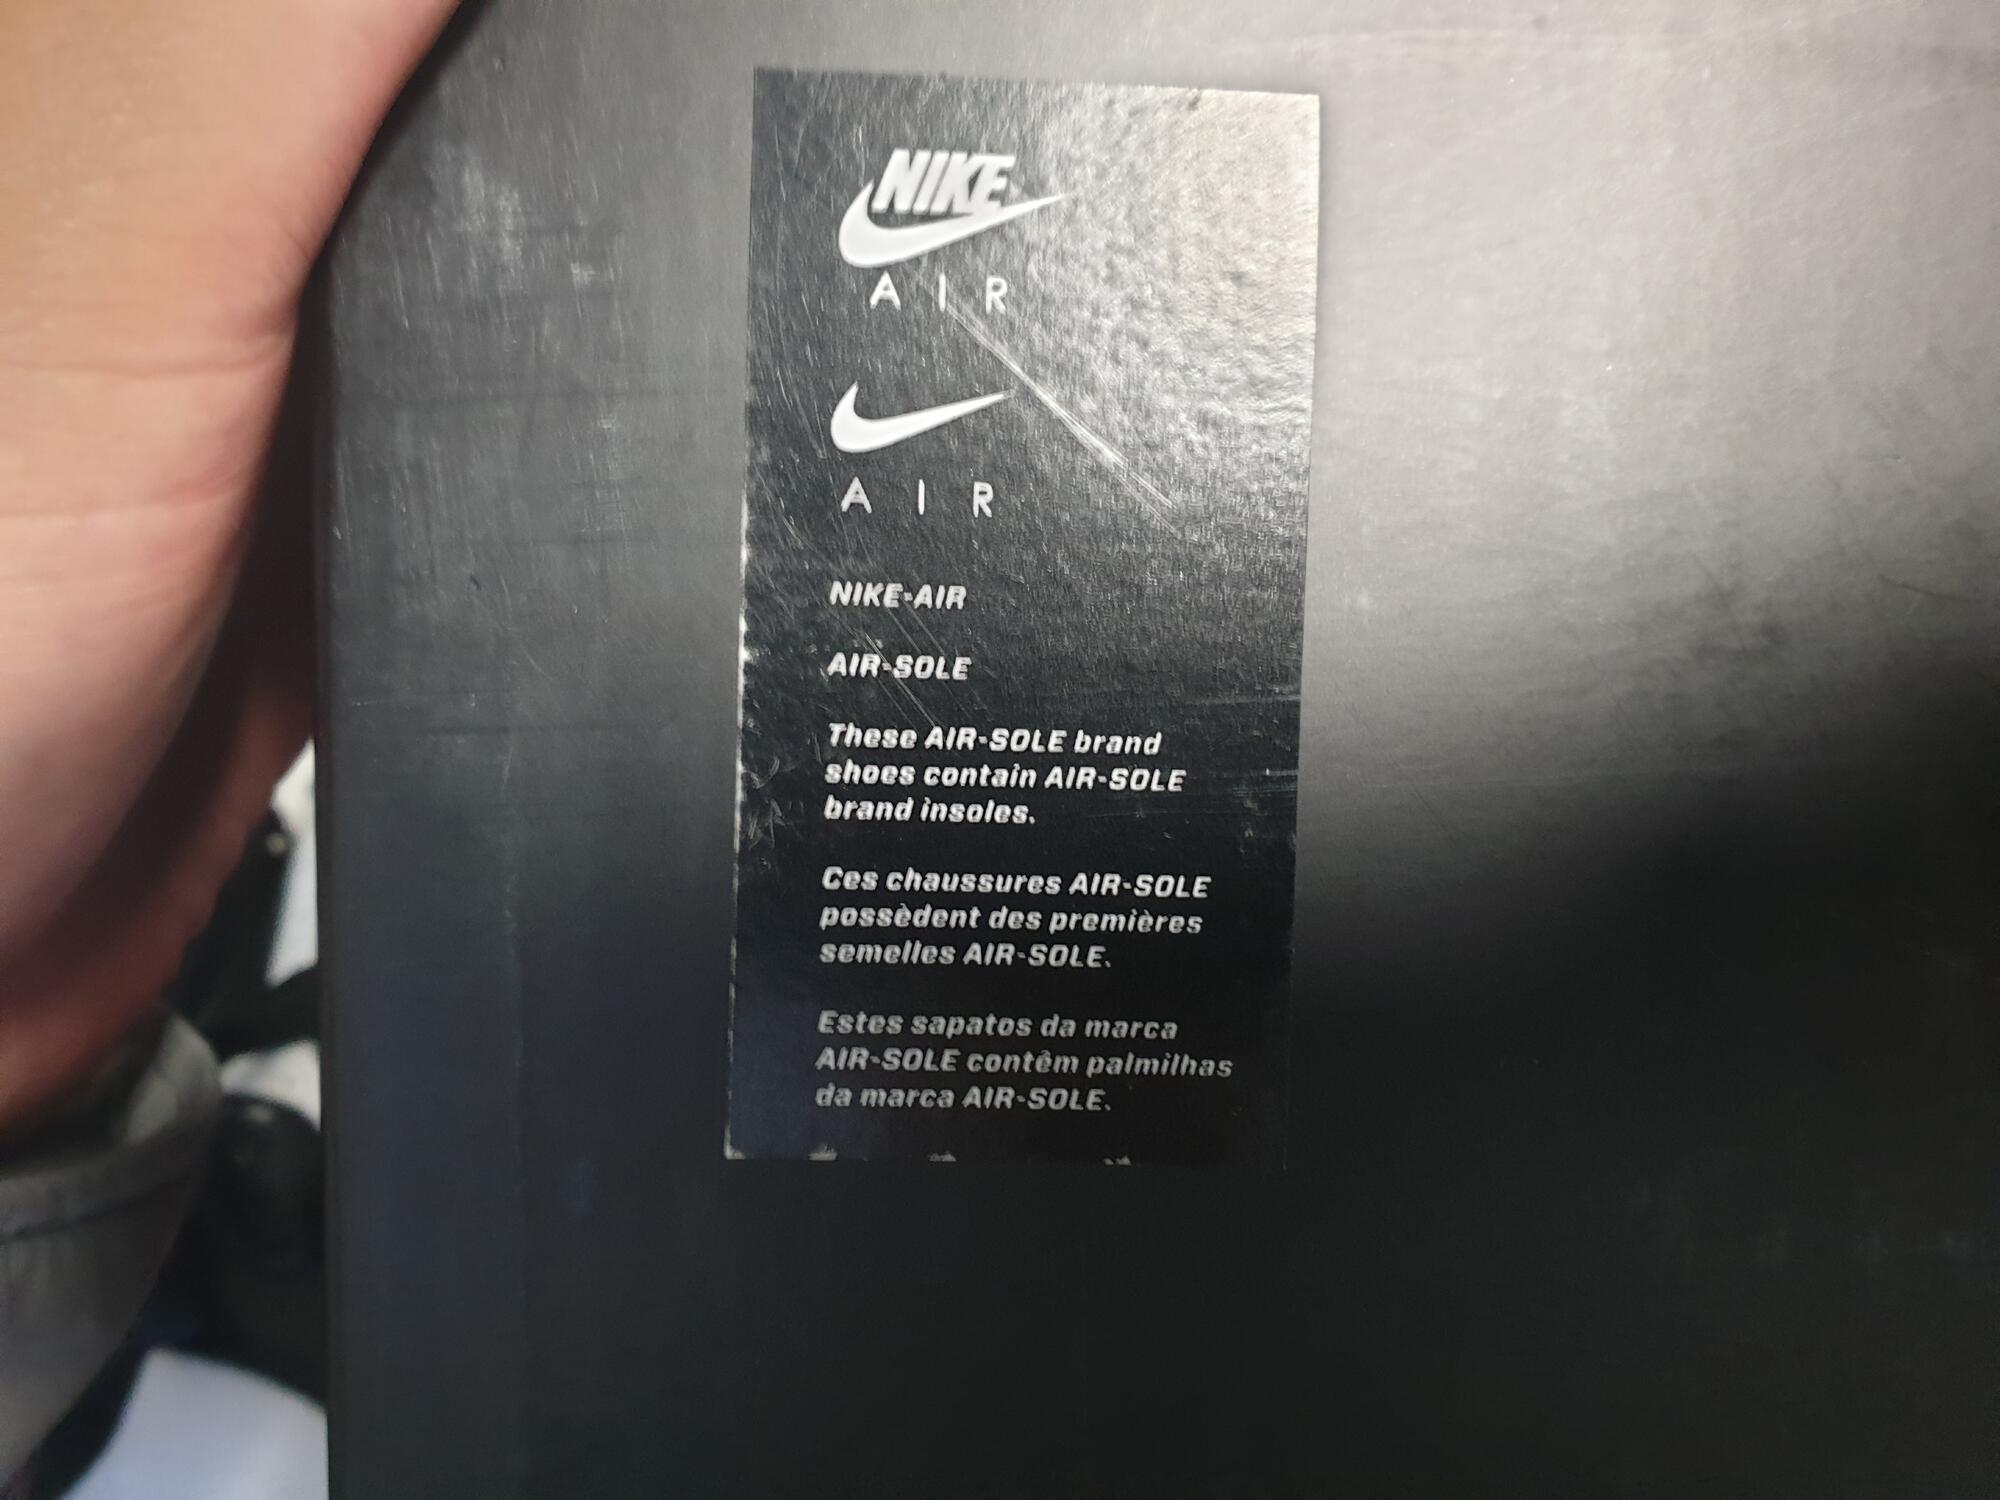 NIKE
AIR
AIR
NIKE-AIR
AIR-SOLE
These AIR-SOLE brand
shoes contain AIR-SOLE
brand insoles.
Ces chaussures AIR-SOLE
possèdent des premières
semelles AIR-SOLE.
Estes sapatos da marca
AIR-SOLE contêm palmilhas
da marca AIR-SOLE.